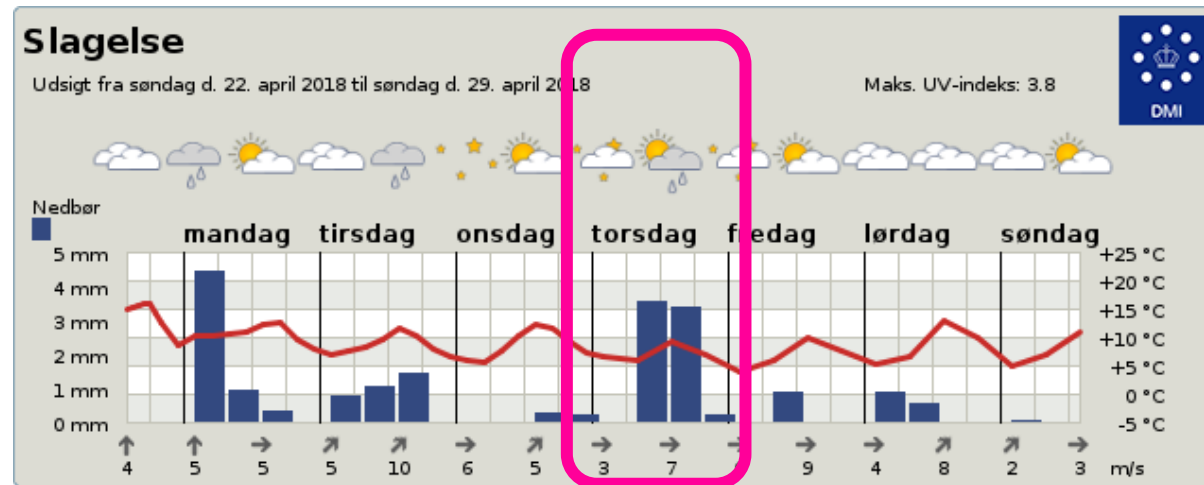 Slagelse
Udsigt fra søndag d. 22. april 2018 til søndag d. 29. april 2018 Maks. UV-indeks: 3.8
DMI
Nedbør
mandag tirsdag onsdag torsdag fredag lørdag søndag
5 mm +25 °C
4 mm +20 °C
3 mm +15 °C
2 mm +10 °C
+5 °C
1 mm 0 °C
0 mm -5 °C
4 5 5 5 10 6 5 3 7 9 4 8 2 3 m/s